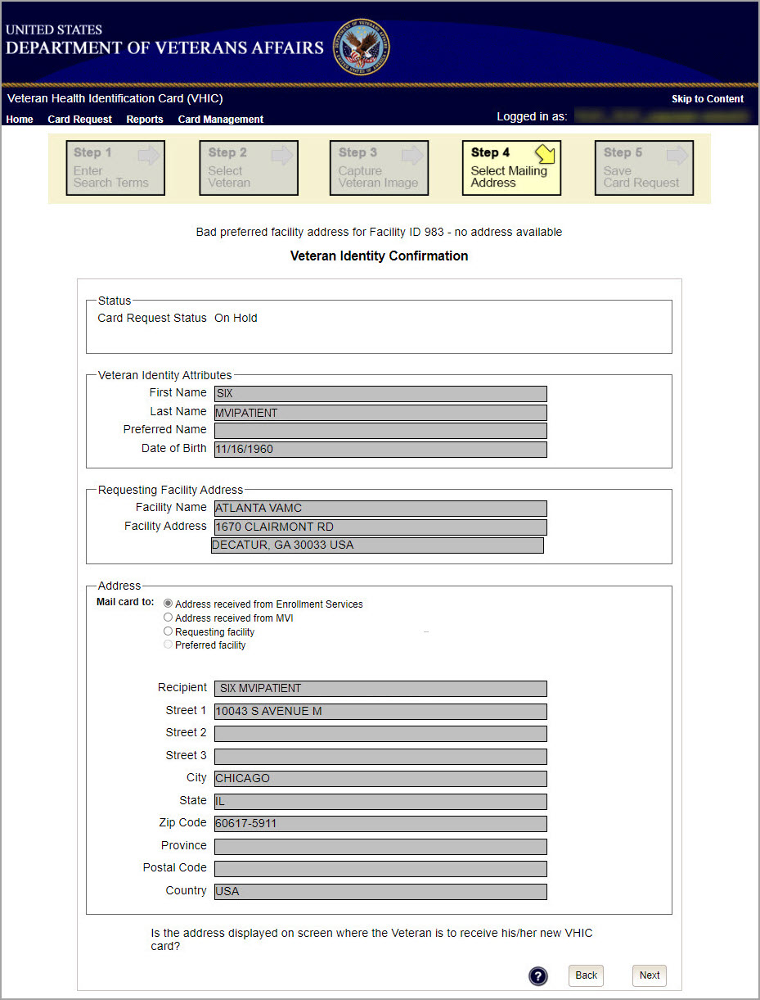 UNITED STATES
DEPARTMENT OF VETERANS AFFAIRS
Veteran Health Identification Card (VHIC)
Skip to Content
Home Card Request Reports Card Management
Logged in as:
Step 1
Enter
Search Terms
Step 2
Select
Veteran
Step 3
Capture
Veteran Image
Step 4
Select Mailing
Address
Step 5
Save
Card Request
Bad preferred facility address for Facility ID 983 - no address available
Veteran Identity Confirmation
Status
Card Request Status On Hold
Veteran Identity Attributes
First Name SIX
Last Name MVIPATIENT
Preferred Name
Date of Birth 11/16/1960
Requesting Facility Address
Facility Name ATLANTA VAMC
Facility Address 1670 CLAIRMONT RD
DECATUR, GA 30033 USA
Address
Mail card to: Address received from Enrollment Services
Address received from MVI
Requesting facility
Preferred facility
Recipient SIX MVIPATIENT
Street 1 10043 S AVENUE M
Street 2
Street 3
City CHICAGO
State IL
Zip Code 60617-5911
Province
Postal Code
Country USA
Is the address displayed on screen where the Veteran is to receive his/her new VHIC
card?
? Back Next